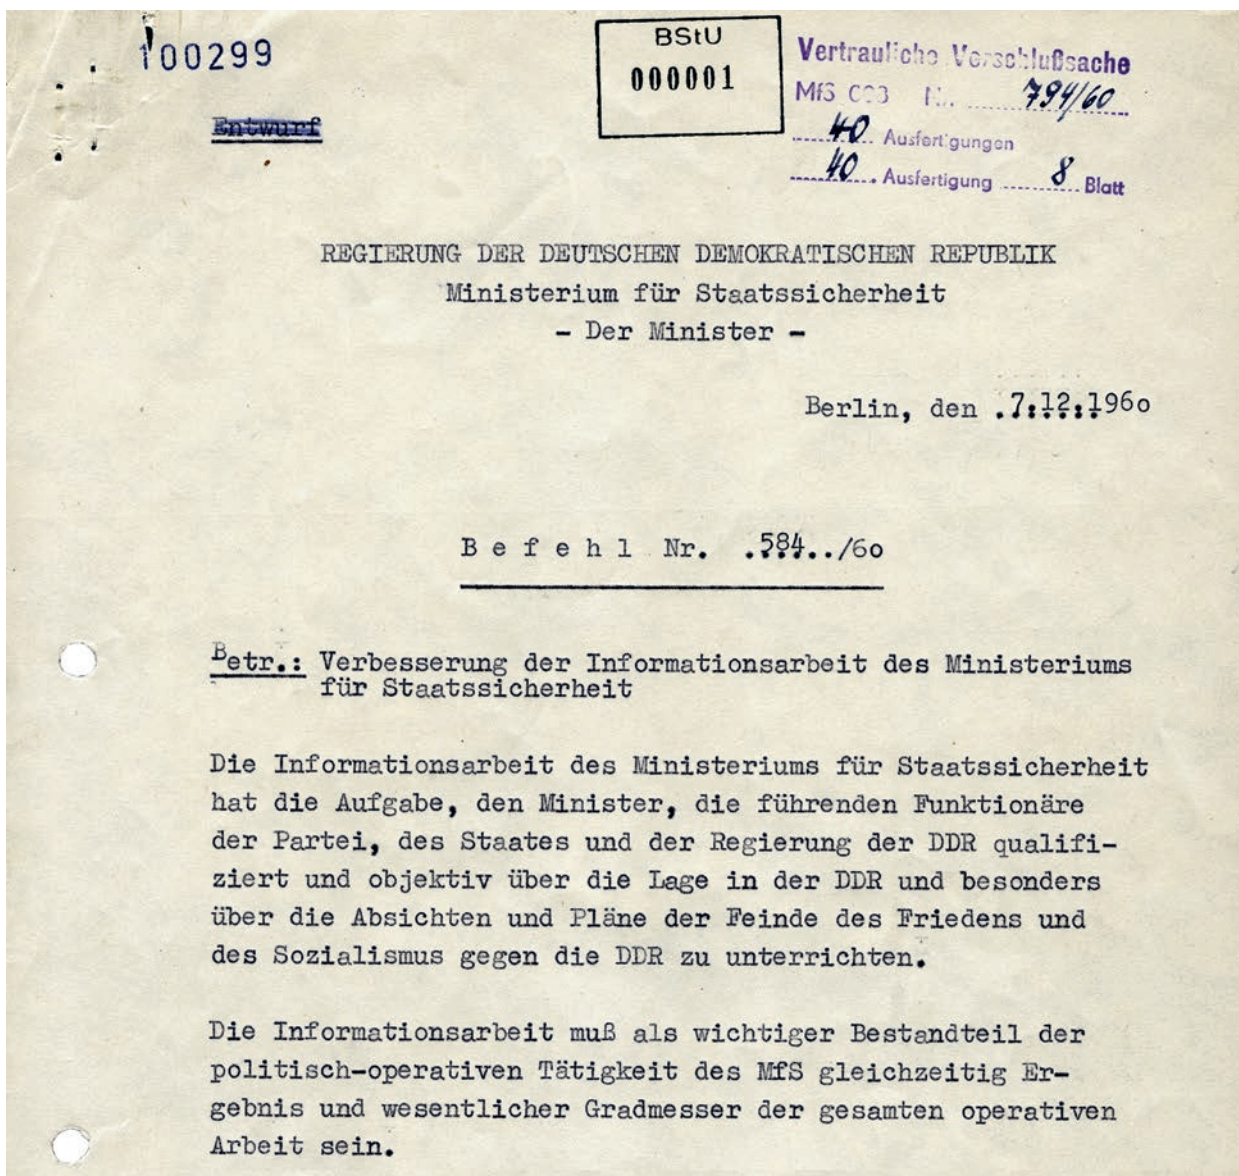 100299
BStU
000001
Vertrauliche Verschlußsache
MfS 008 Nr. 794/60
40 Ausfertigungen
40. Ausfertigung 8 Blatt
Entwurf
REGIERUNG DER DEUTSCHEN DEMOKRATISCHEN REPUBLIK
Ministerium für Staatssicherheit
- Der Minister -
Berlin, den .7.12.1960
B e f e h l Nr. .584../60
Betr.: Verbesserung der Informationsarbeit des Ministeriums
für Staatssicherheit
Die Informationsarbeit des Ministeriums für Staatssicherheit
hat die Aufgabe, den Minister, die führenden Funktionäre
der Partei, des Staates und der Regierung der DDR qualifi-
ziert und objektiv über die Lage in der DDR und besonders
über die Absichten und Pläne der Feinde des Friedens und
des Sozialismus gegen die DDR zu unterrichten.
Die Informationsarbeit muß als wichtiger Bestandteil der
politisch-operativen Tätigkeit des MfS gleichzeitig Er-
gebnis und wesentlicher Gradmesser der gesamten operativen
Arbeit sein.